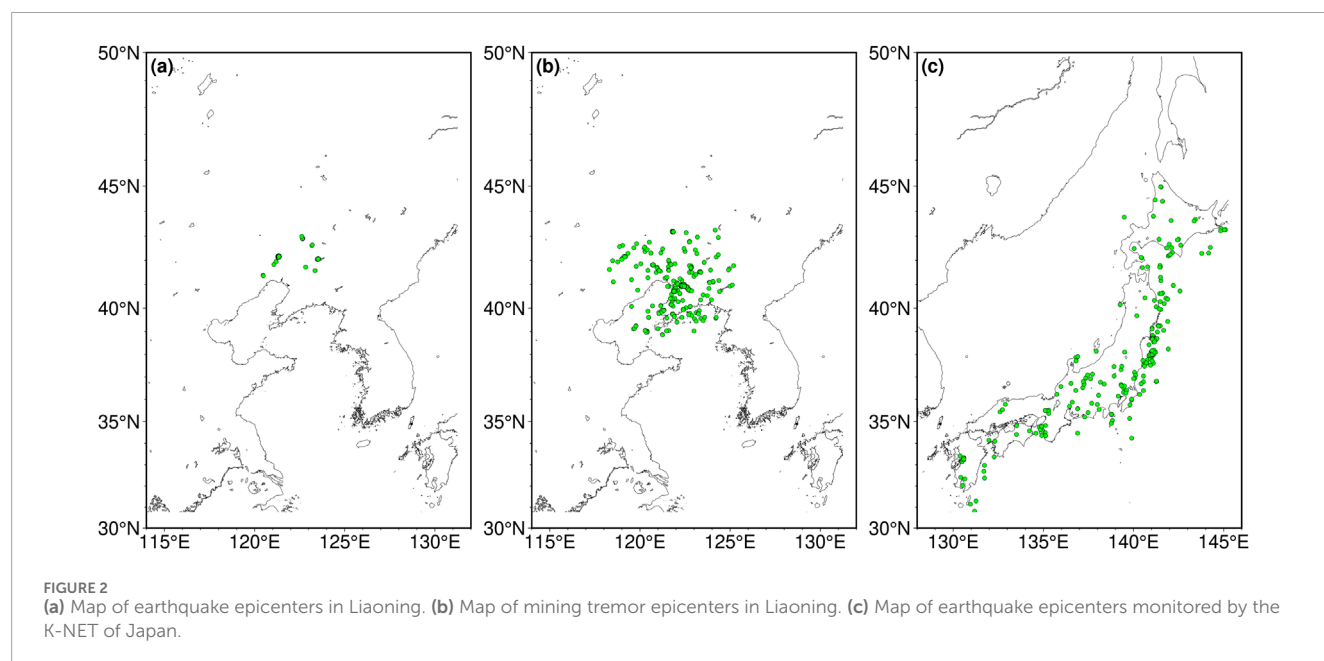 50°N
45°N
40°N
35°N
30°N
(a)
115°E 120°E 125°E 130°E
50°N
45°N
40°N
35°N
30°N
(b)
115°E 120°E 125°E 130°E
50°N
45°N
40°N
35°N
30°N
(c)
130°E 135°E 140°E 145°E
FIGURE 2
(a) Map of earthquake epicenters in Liaoning. (b) Map of mining tremor epicenters in Liaoning. (c) Map of earthquake epicenters monitored by the
K-NET of Japan.